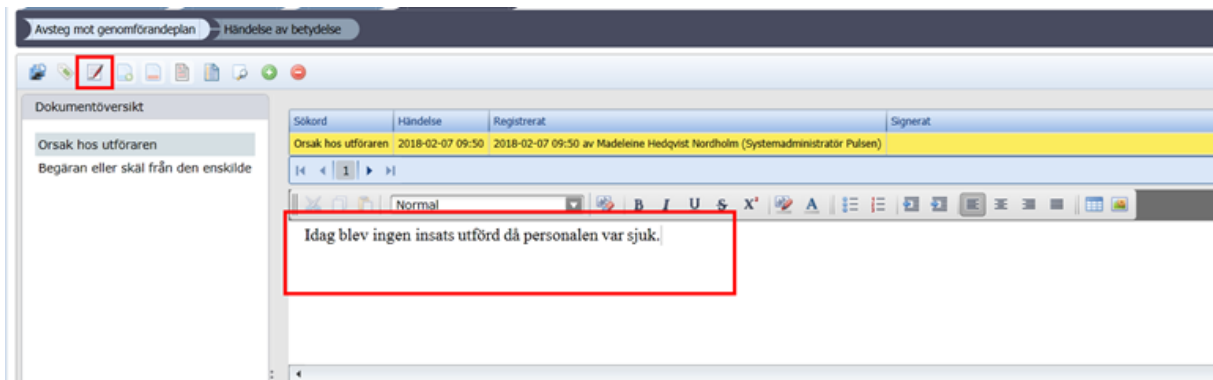 Avsteg mot genomförandeplan Händelse av betydelse
Dokumentöversikt
Orsak hos utföraren
Begäran eller skäl från den enskilde
Sökord Händelse Registrerat Signerat
Orsak hos utföraren 2018-02-07 09:50 2018-02-07 09:50 av Madeleine Hedqvist Nordholm (Systemadministratör Pulsen)
1
Normal B I U S X² A
Idag blev ingen insats utförd då personalen var sjuk.